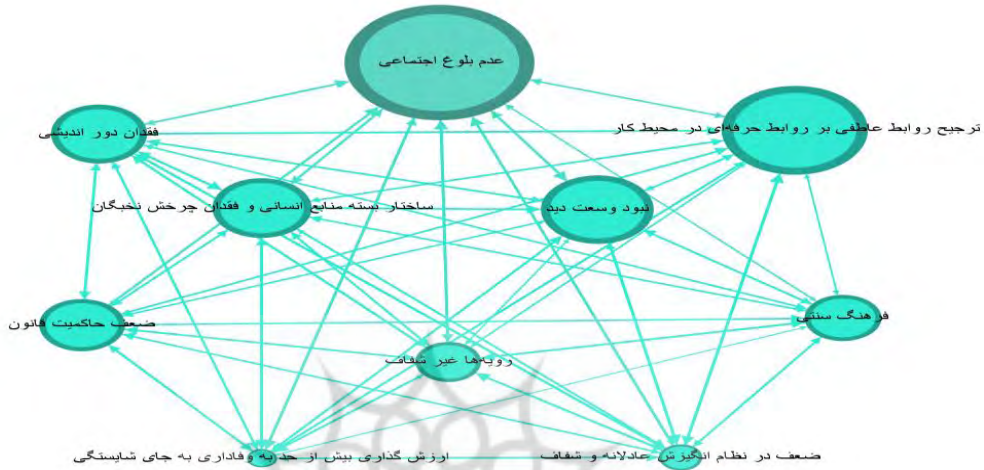 عدم بلوغ اجتماعی
ترجیح روابط عاطفی بر روابط حرفه‌ای در محیط کار
فقدان دور اندیشی
نبود وسعت دید
ساختار بسته منابع انسانی و فقدان چرخش نخبگان
فرهنگ سنتی
ضعف حاکمیت قانون
رویه‌ها غیر شفاف
ضعف در نظام انگیزش عادلانه و شفاف
ارزش گذاری بیش از حد به وفاداری به جای شایستگی